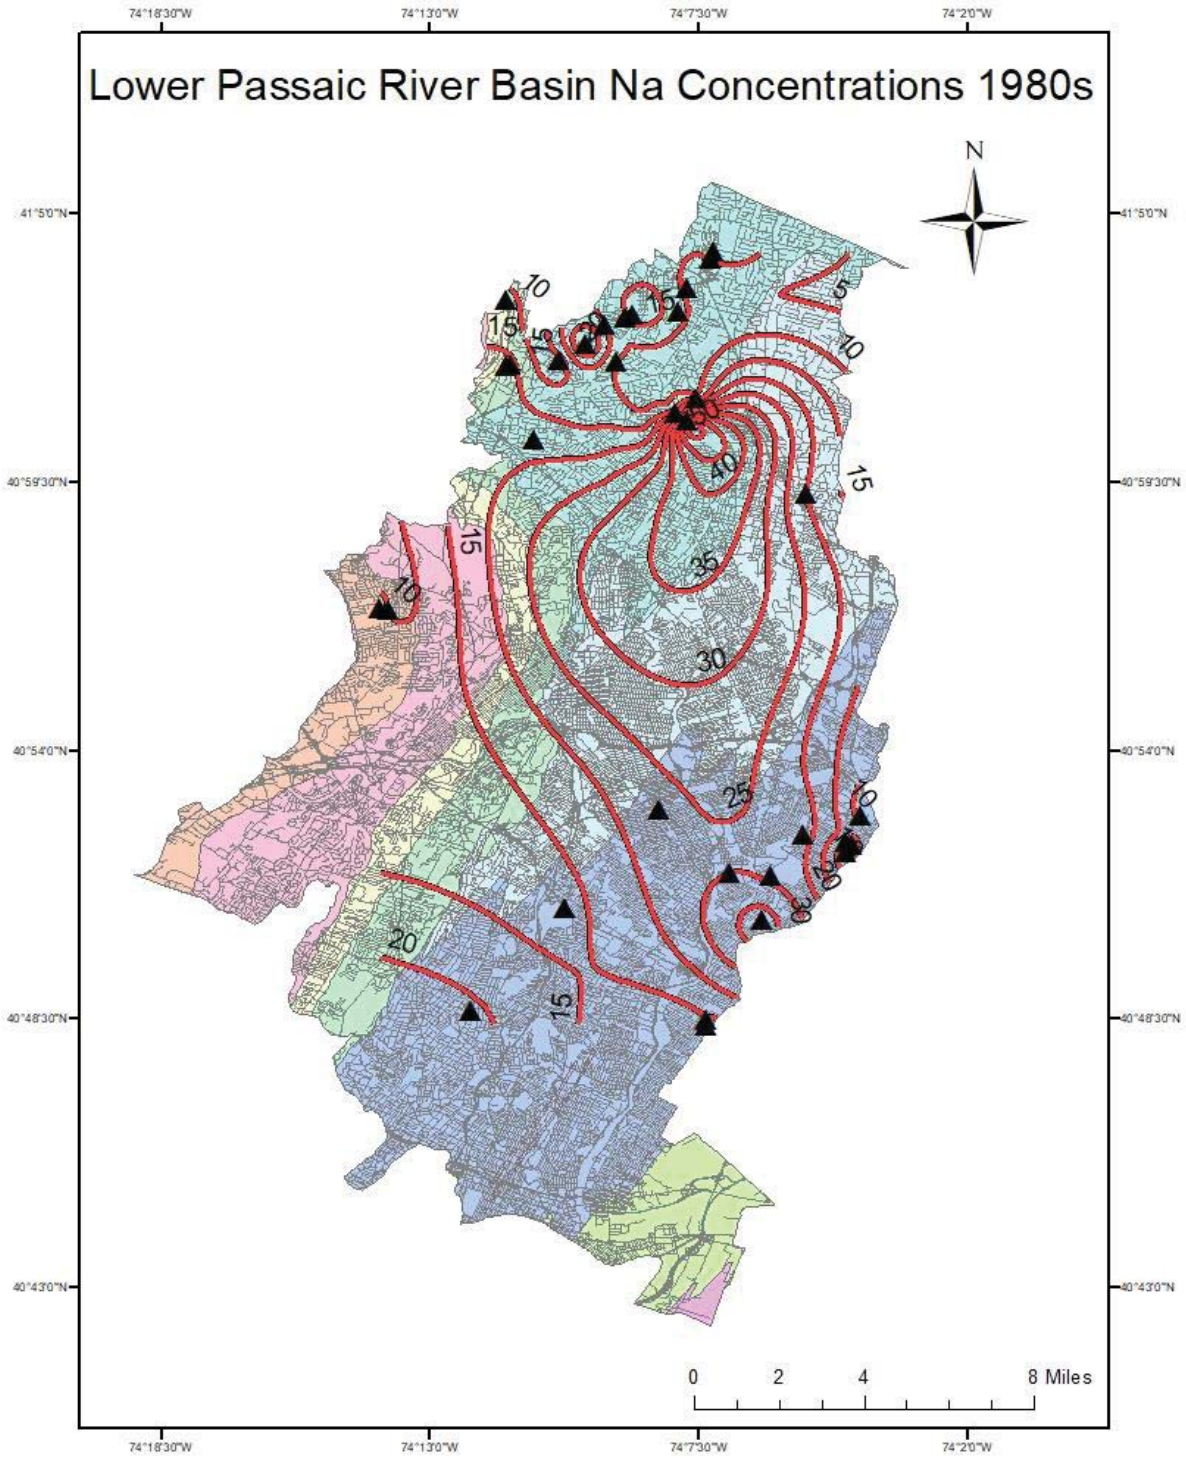 74°18'30"W 74°13'0"W 74°7'30"W 74°2'0"W
Lower Passaic River Basin Na Concentrations 1980s
N
41°5'0"N 41°5'0"N
5
10
15
15
10
15
50
40
15
40°59'30"N 40°59'30"N
15
35
10
30
40°54'0"N 40°54'0"N
25
10
20
30
20
15
40°48'30"N 40°48'30"N
40°43'0"N 40°43'0"N
0 2 4 8 Miles
74°18'30"W 74°13'0"W 74°7'30"W 74°2'0"W